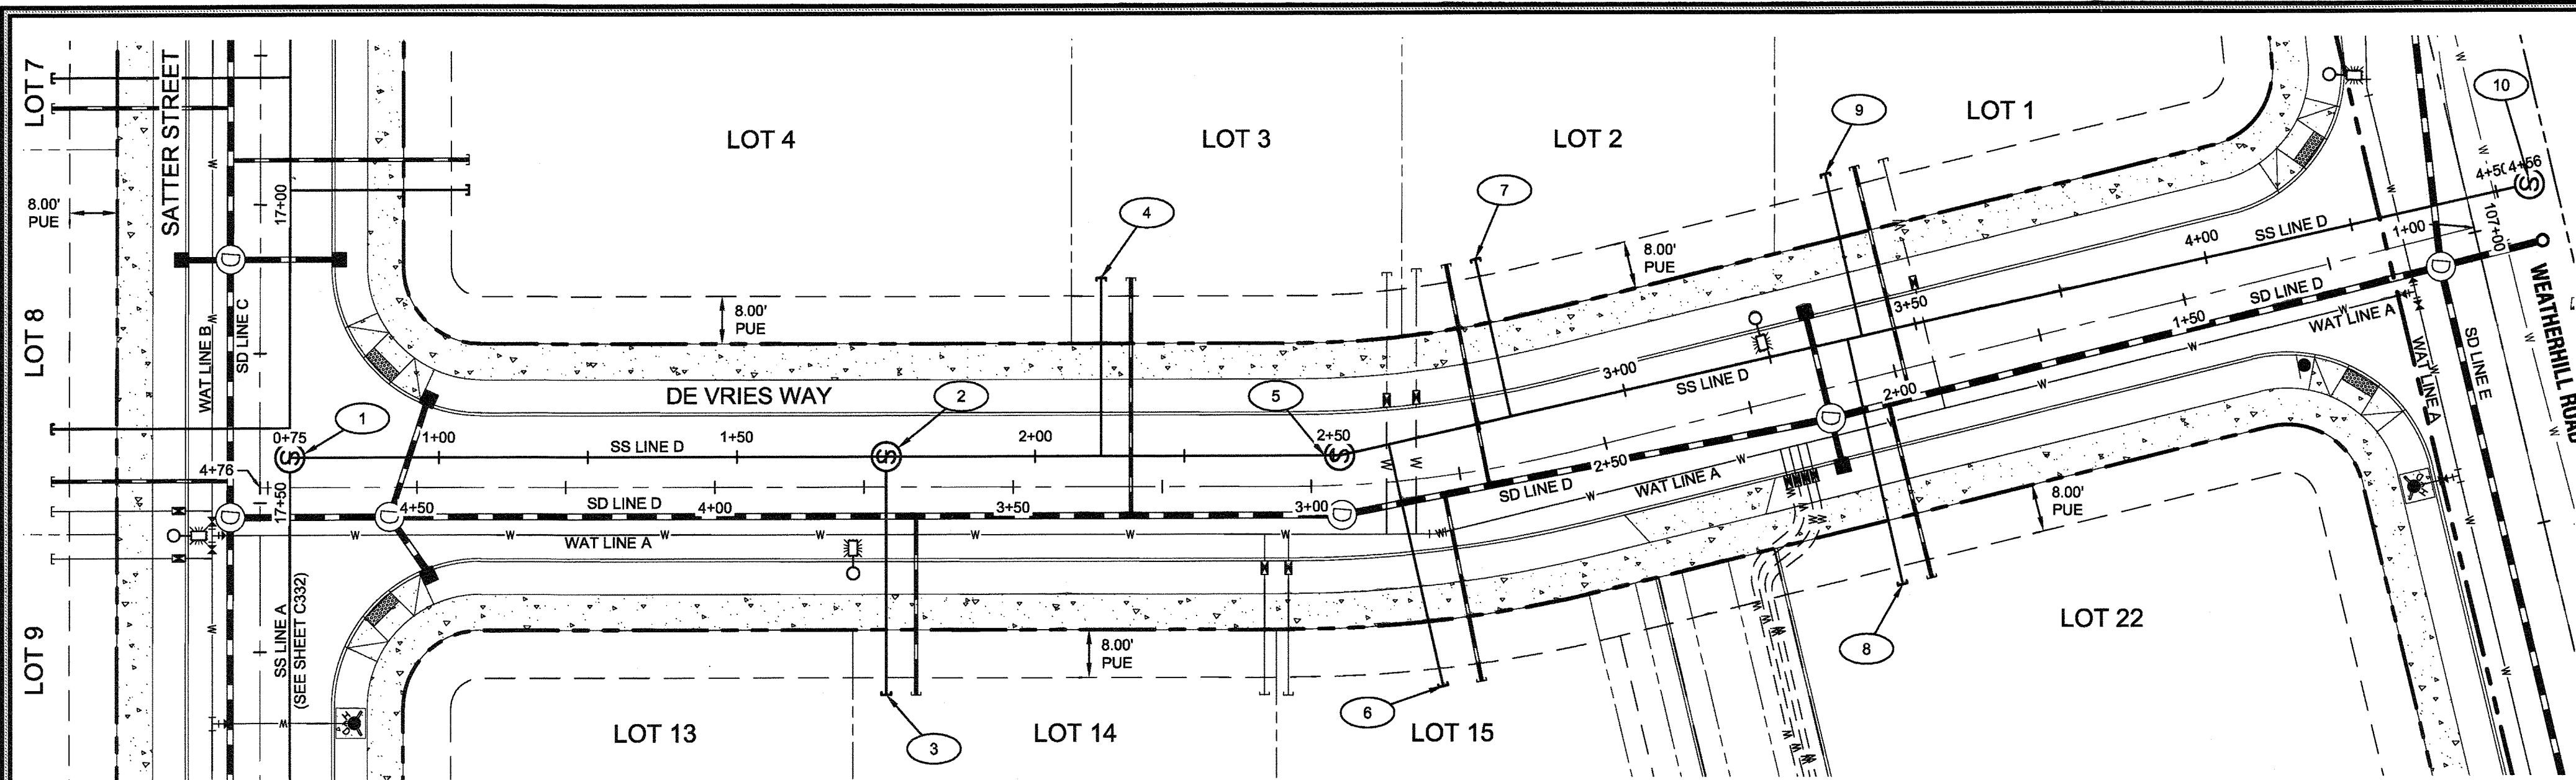 LOT 7
SATTER STREET
8.00'
PUE
17+00
LOT 8
WAT LINE B
SD LINE C
LOT 9
4+76
0+75
17+50
SS LINE A
(SEE SHEET C332)
1
LOT 4
LOT 3
LOT 2
LOT 1
8.00'
PUE
DE VRIES WAY
1+00
SS LINE D
1+50
2
2+00
5
2+50
4
7
9
10
8.00'
PUE
3+00
SS LINE D
3+50
4+00
SS LINE D
4+50
4+56
S
S
S
S
D
D
D
D
D
D
4+50
SD LINE D
4+00
3+50
3+00
SD LINE D
2+50
2+00
1+50
SD LINE D
1+00
107+00
WEATHERHILL ROAD
WAT LINE A
WAT LINE A
WAT LINE A
WAT LINE A
SD LINE E
W
W
W
W
W
W
W
8.00'
PUE
8.00'
PUE
LOT 13
3
LOT 14
6
LOT 15
8
LOT 22